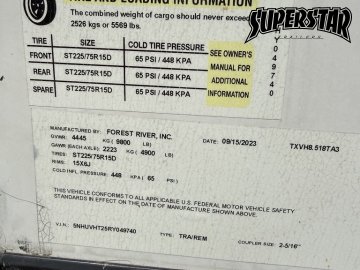 TIRE AND LOADING INFORMATION
SUPERSTAR
TRAILERS
The combined weight of cargo should never exceed
2526 kgs or 5569 lbs.
TIRE SIZE COLD TIRE PRESSURE
FRONT ST225/75R15D 65 PSI / 448 KPA
REAR ST225/75R15D 65 PSI / 448 KPA
SPARE ST225/75R15D 65 PSI / 448 KPA
SEE OWNER'S
MANUAL FOR
ADDITIONAL
INFORMATION
MANUFACTURED BY: FOREST RIVER, INC.
DATE: 08/15/2023 TXVH8.518TA3
GVWR: 4445 KG ( 9800 LB)
GAWR (EACH AXLE): 2223 KG ( 4900 LB)
TIRES: ST225/75R15D
RIMS: 15X6J
COLD INFL. PRESSURE: 448 KPA ( 65 PSI)
THIS VEHICLE CONFORMS TO ALL APPLICABLE U.S. FEDERAL MOTOR VEHICLE SAFETY
STANDARDS IN EFFECT ON THE DATE OF MANUFACTURE SHOWN ABOVE.
V.I.N.: 5NHUVHT25RY049740 TYPE: TRA/REM COUPLER SIZE: 2-5/16"